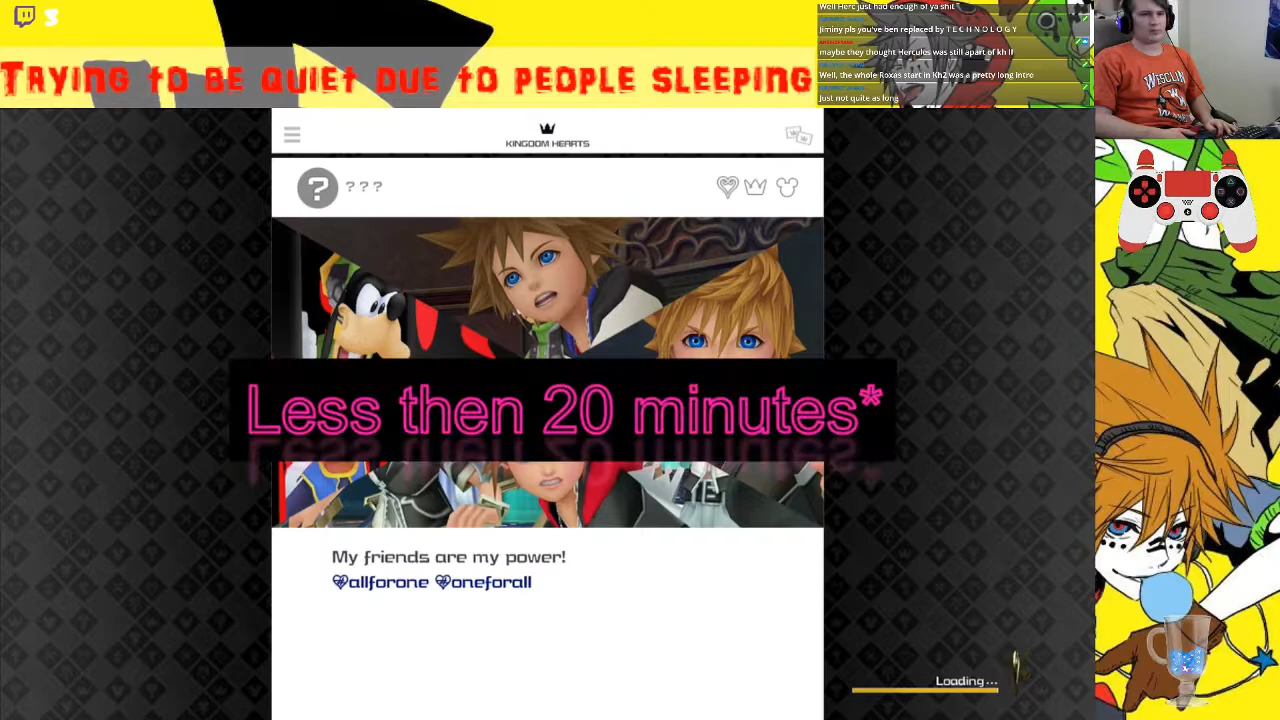 3
Well Herc just had enough of ya shit
Jiminy pls you've ben replaced by T E C H N O L O G Y
maybe they thought Hercules was still apart of kh II
Well, the whole Roxas start in Kh2 was a pretty long intro
Just not quite as long
TRYING TO BE QUIET DUE TO PEOPLE SLEEPING
KINGDOM HEARTS
? ???
Less then 20 minutes*
My friends are my power!
allforone oneforall
Loading...